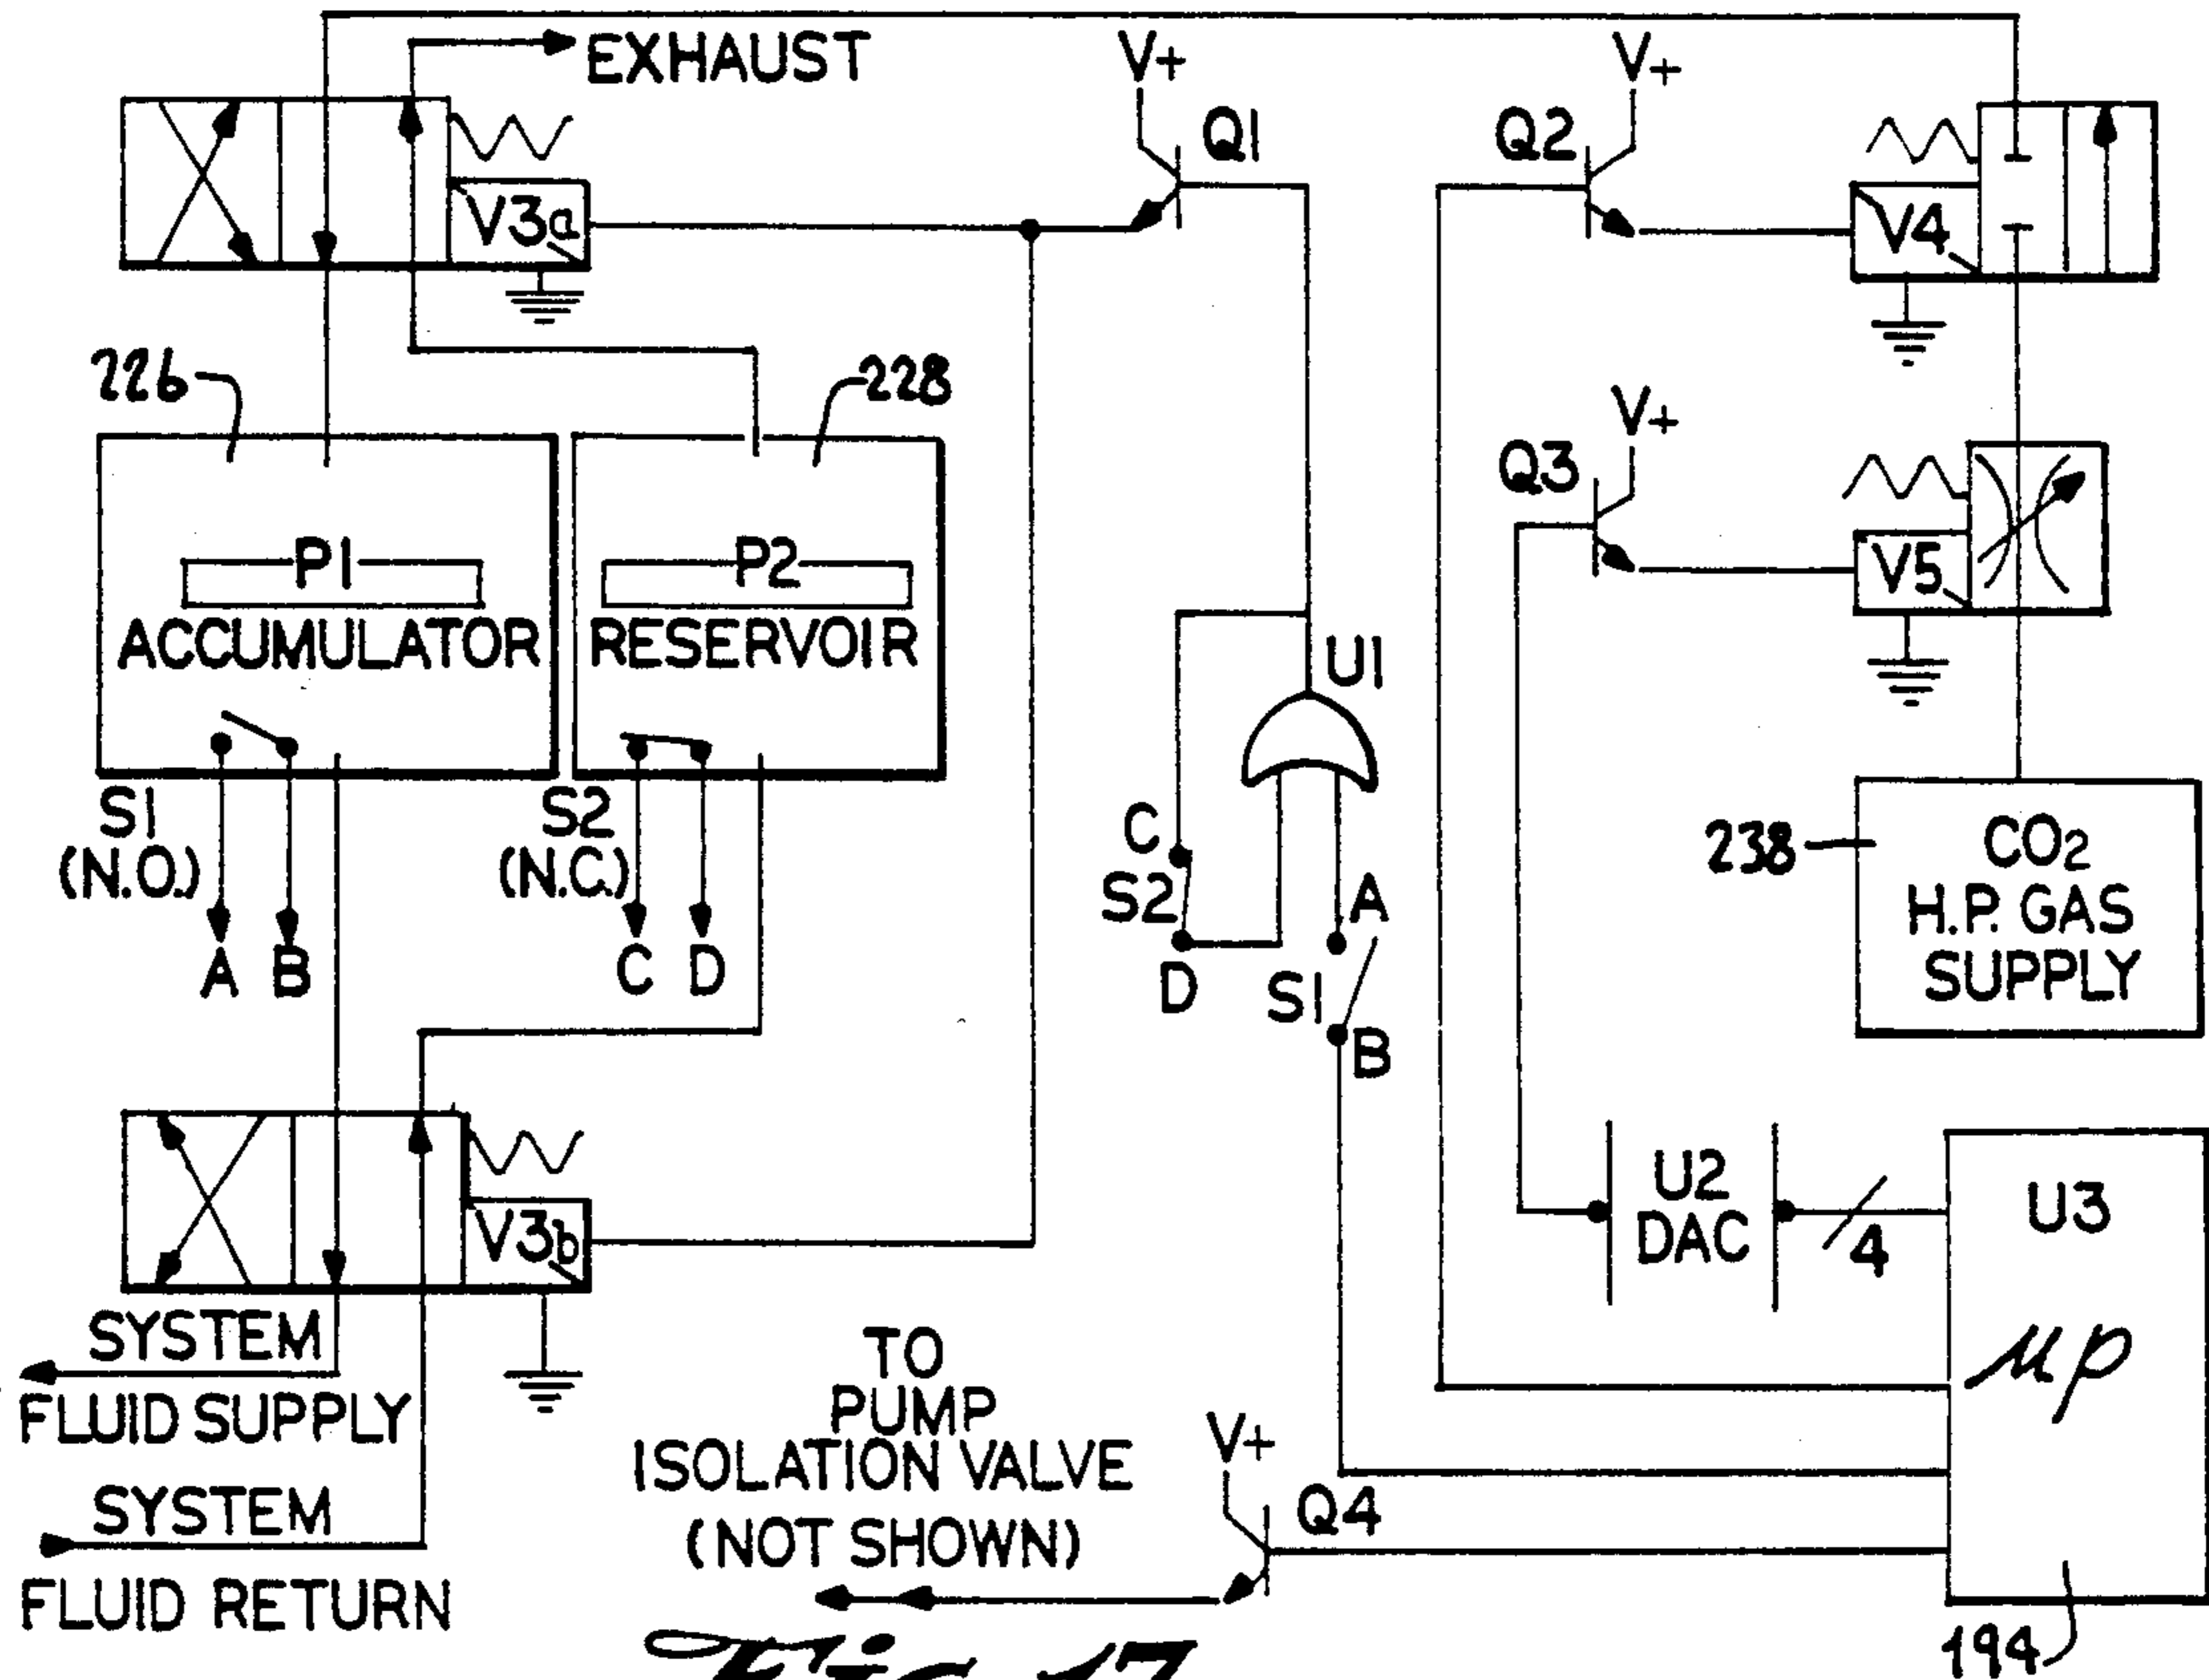 EXHAUST
V+
Q1
V+
Q2
V3a
V4
226
228
V+
Q3
P1
P2
V5
ACCUMULATOR
RESERVOIR
U1
S1
(N.O.)
S2
(N.C.)
A
B
C
D
C
S2
D
A
S1
B
238
CO2
H.P. GAS
SUPPLY
V3b
U2
DAC
4
U3
μp
SYSTEM
FLUID SUPPLY
SYSTEM
FLUID RETURN
TO
PUMP
ISOLATION VALVE
(NOT SHOWN)
V+
Q4
194
Fig. 17